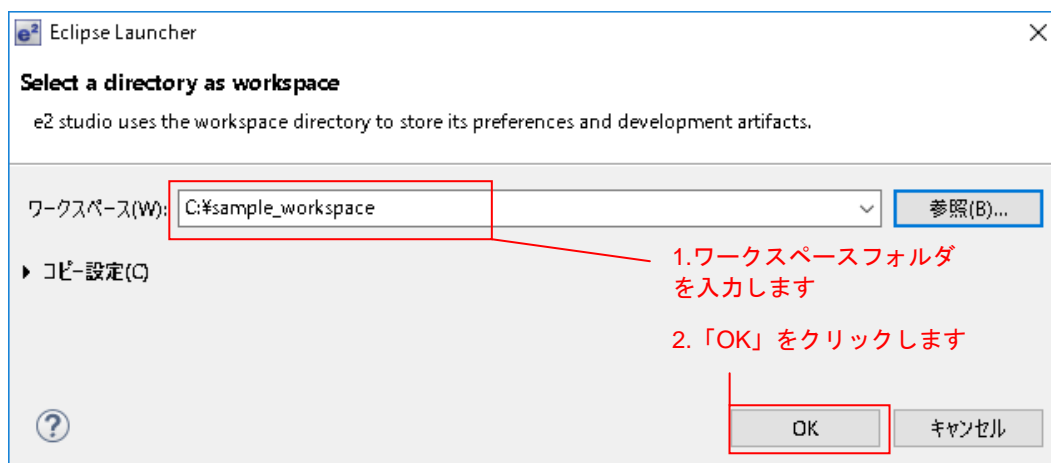 e² Eclipse Launcher
Select a directory as workspace
e2 studio uses the workspace directory to store its preferences and development artifacts.
ワークスペース(W): C:¥sample_workspace 参照(B)...
コピー設定(C)
1.ワークスペースフォルダ
を入力します
2.「OK」をクリックします
? OK キャンセル